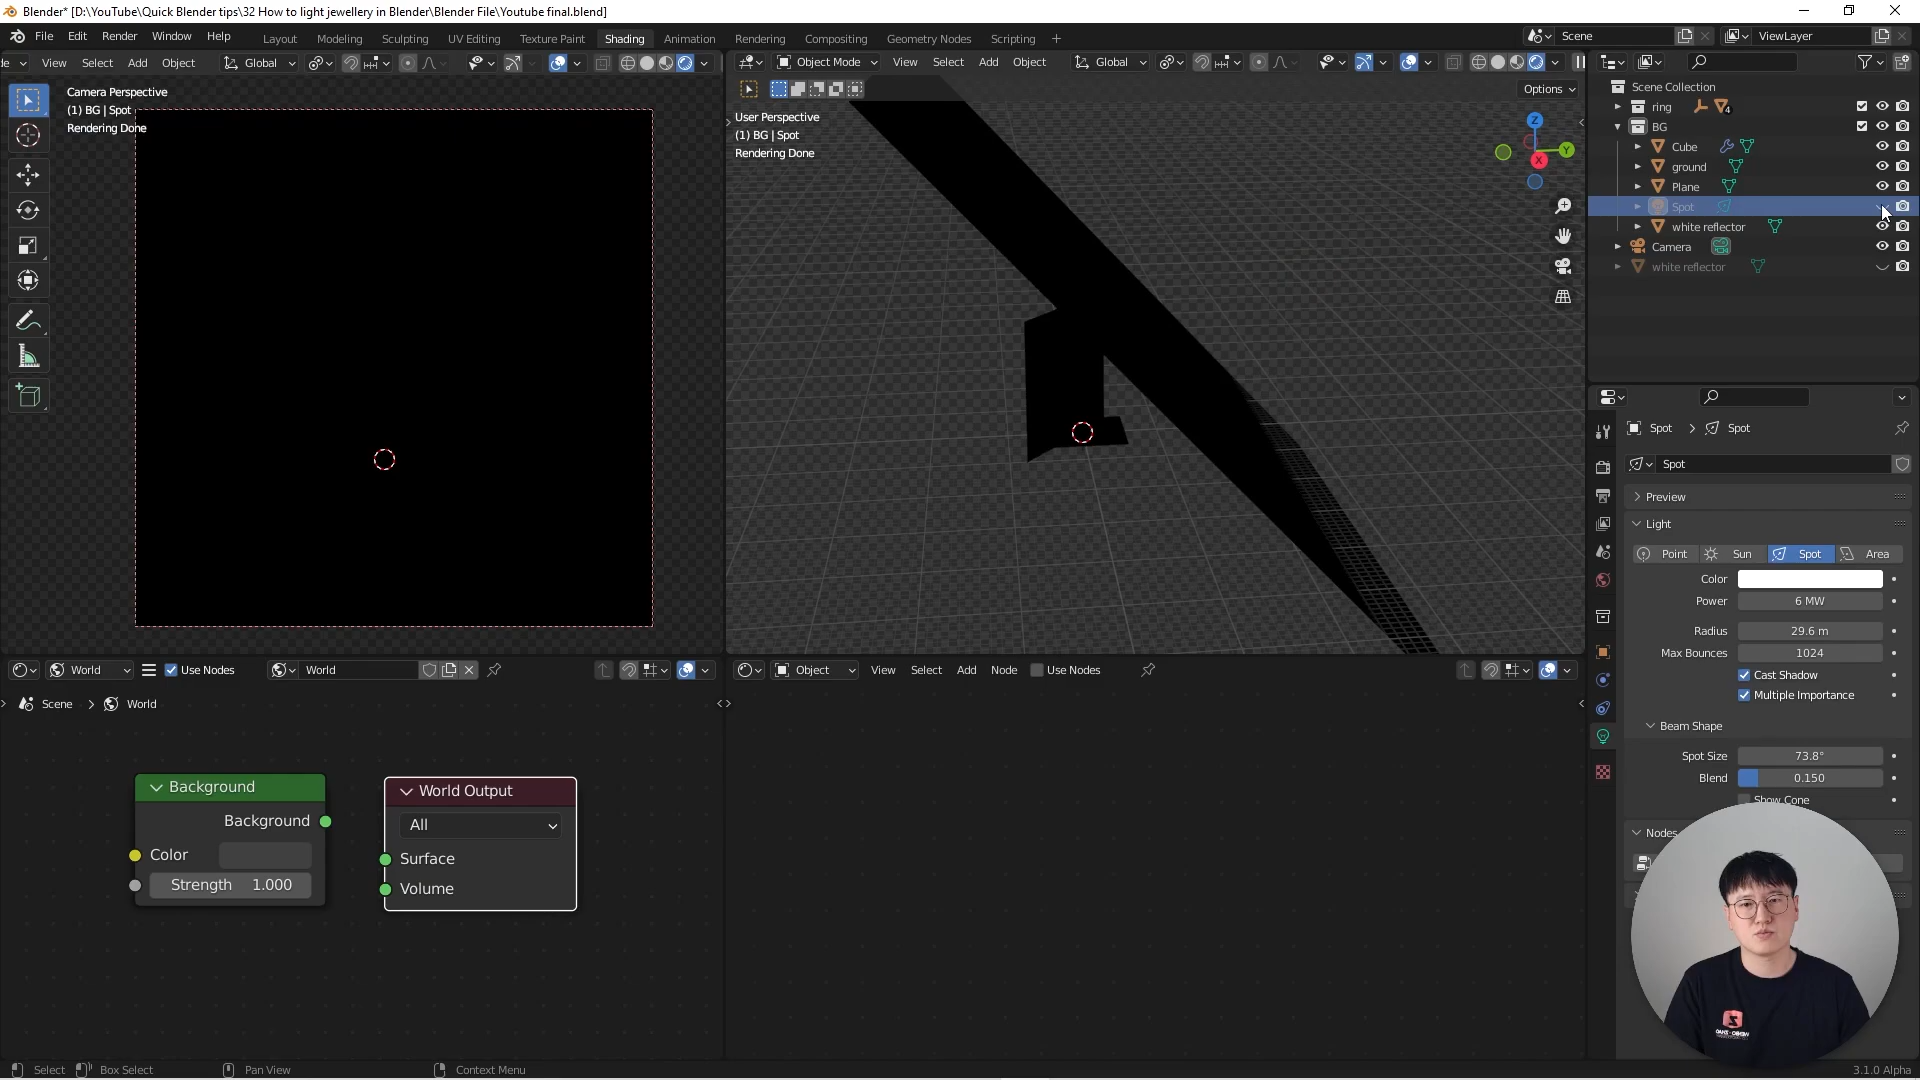 Blender* [D:\YouTube\Quick Blender tips\32 How to light jewellery in Blender\Blender File\Youtube final.blend]
File Edit Render Window Help Layout Modeling Sculpting UV Editing Texture Paint Shading Animation Rendering Compositing Geometry Nodes Scripting + Scene ViewLayer
de View Select Add Object Global Object Mode View Select Add Object Global
Options
Camera Perspective
(1) BG | Spot
Rendering Done
User Perspective
(1) BG | Spot
Rendering Done
Z
Y
X
Scene Collection
ring 4
BG
Cube
ground
Plane
Spot
white reflector
Camera
white reflector
Spot > Spot
Spot
Preview
Light
Point Sun Spot Area
Color
Power 6 MW
Radius 29.6 m
Max Bounces 1024
Cast Shadow
Multiple Importance
Beam Shape
Spot Size 73.8°
Blend 0.150
Show Cone
Nodes
World Use Nodes World
Object View Select Add Node Use Nodes
Scene > World
Background
Background
Color
Strength 1.000
World Output
All
Surface
Volume
Select Box Select Pan View Context Menu 3.1.0 Alpha